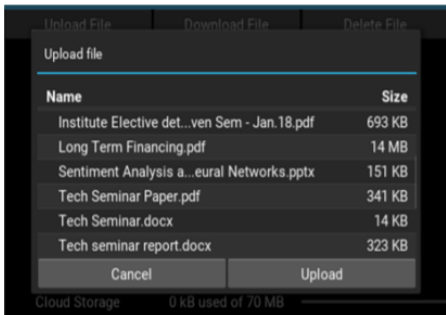 Upload File Download File Delete File
Upload file
Name Size
Institute Elective det...ven Sem - Jan.18.pdf 693 KB
Long Term Financing.pdf 14 MB
Sentiment Analysis a...eural Networks.pptx 151 KB
Tech Seminar Paper.pdf 341 KB
Tech Seminar.docx 14 KB
Tech seminar report.docx 323 KB
Cancel Upload
Cloud Storage 0 kB used of 70 MB